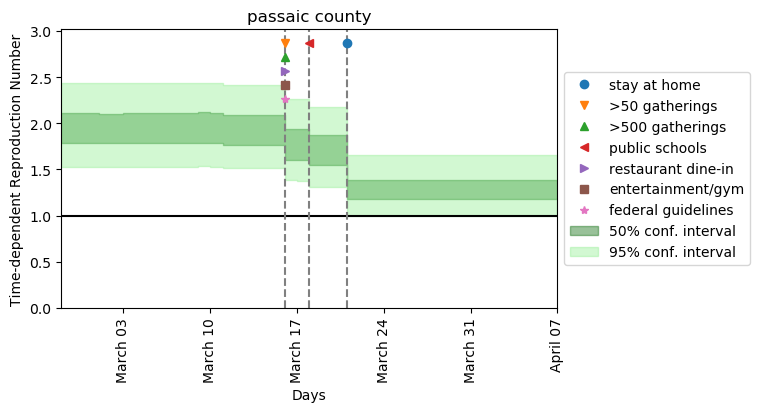 passaic county
Time-dependent Reproduction Number
3.0
2.5
2.0
1.5
1.0
0.5
0.0
March 03
March 10
March 17
March 24
March 31
April 07
Days
stay at home
>50 gatherings
>500 gatherings
public schools
restaurant dine-in
entertainment/gym
federal guidelines
50% conf. interval
95% conf. interval